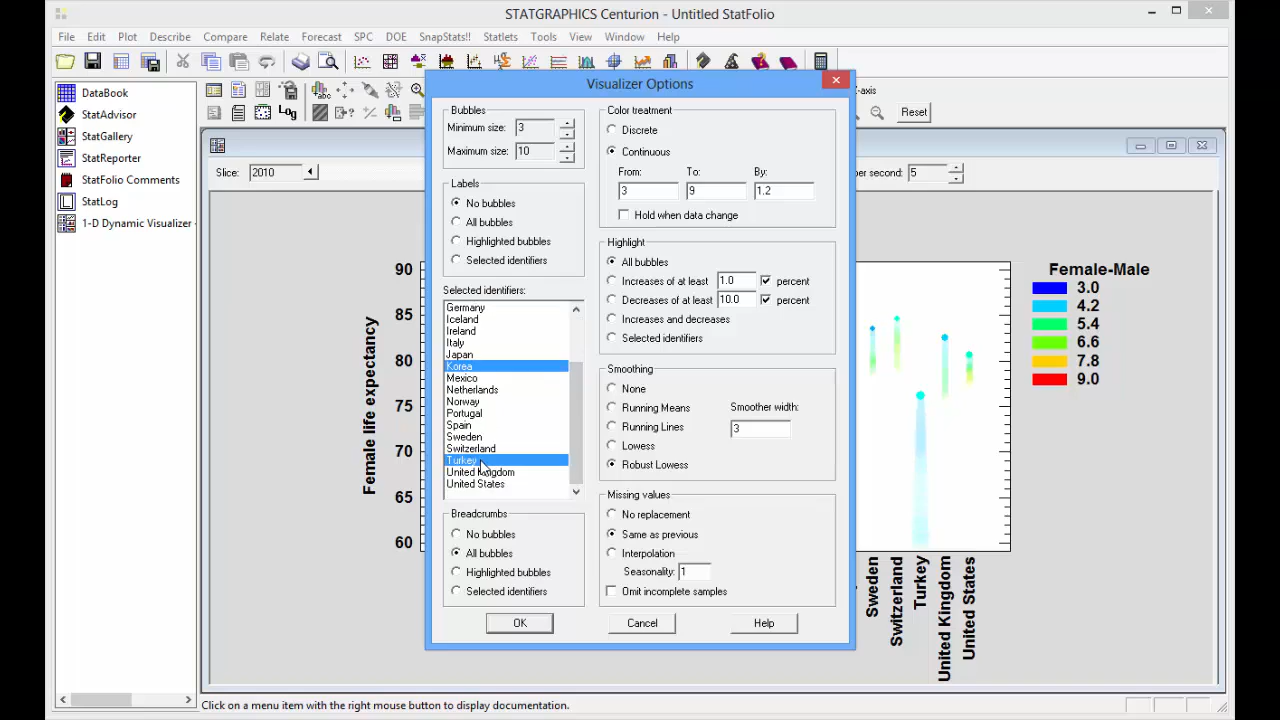 STATGRAPHICS Centurion - Untitled StatFolio
File Edit Plot Describe Compare Relate Forecast SPC DOE SnapStats!! Statlets Tools View Window Help
DataBook
StatAdvisor
StatGallery
StatReporter
StatFolio Comments
StatLog
1-D Dynamic Visualizer
Log
-axis
Reset
Slice: 2010
per second: 5
Visualizer Options
Bubbles
Minimum size: 3
Maximum size: 10
Labels
No bubbles
All bubbles
Highlighted bubbles
Selected identifiers
Selected identifiers:
Germany
Iceland
Ireland
Italy
Japan
Korea
Mexico
Netherlands
Norway
Portugal
Spain
Sweden
Switzerland
Turkey
United Kingdom
United States
Breadcrumbs
No bubbles
All bubbles
Highlighted bubbles
Selected identifiers
Color treatment
Discrete
Continuous
From: To: By:
3 9 1.2
Hold when data change
Highlight
All bubbles
Increases of at least 1.0 percent
Decreases of at least 10.0 percent
Increases and decreases
Selected identifiers
Smoothing
None
Running Means
Running Lines
Lowess
Robust Lowess
Smoother width:
3
Missing values
No replacement
Same as previous
Interpolation
Seasonality: 1
Omit incomplete samples
OK Cancel Help
Female life expectancy
90
85
80
75
70
65
60
Sweden
Switzerland
Turkey
United Kingdom
United States
Female-Male
3.0
4.2
5.4
6.6
7.8
9.0
Click on a menu item with the right mouse button to display documentation.